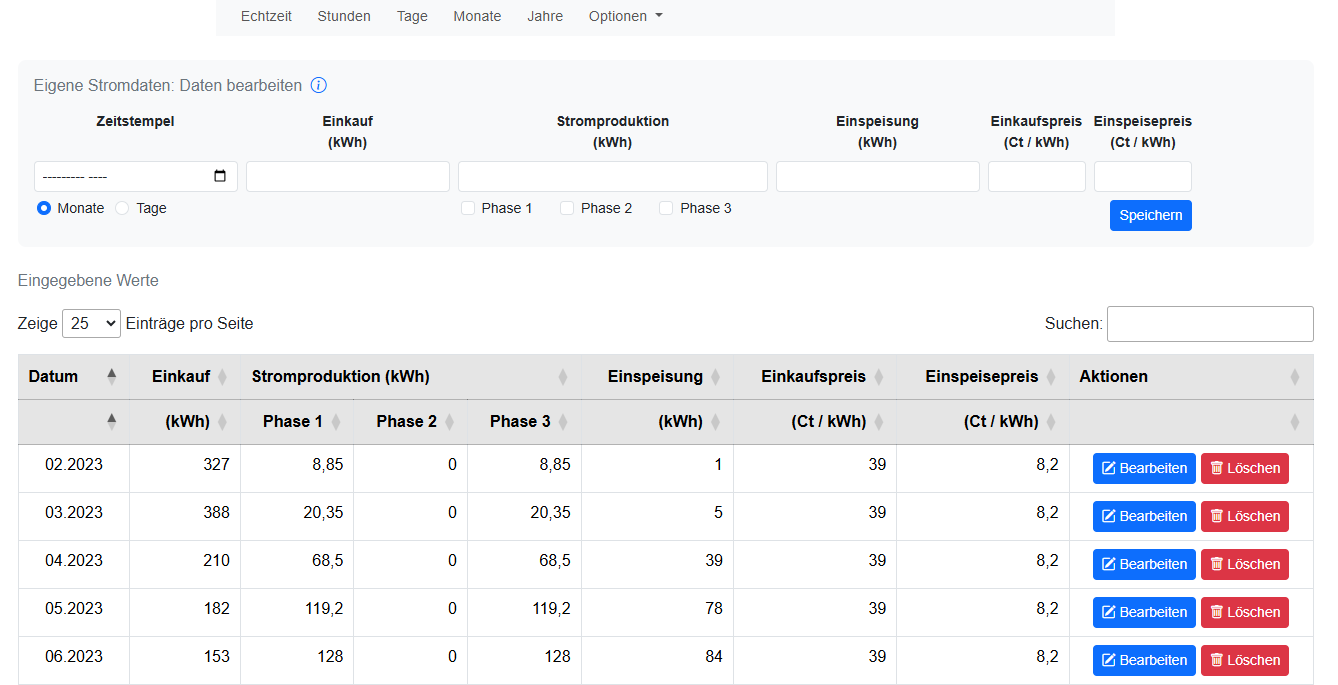 Echtzeit Stunden Tage Monate Jahre Optionen
Eigene Stromdaten: Daten bearbeiten
Zeitstempel Einkauf Stromproduktion Einspeisung Einkaufspreis Einspeisepreis
(kWh) (kWh) (kWh) (Ct / kWh) (Ct / kWh)
--------- ----
Monate Tage Phase 1 Phase 2 Phase 3
Speichern
Eingegebene Werte
Zeige 25 Einträge pro Seite Suchen:
Datum Einkauf Stromproduktion (kWh) Einspeisung Einkaufspreis Einspeisepreis Aktionen
(kWh) Phase 1 Phase 2 Phase 3 (kWh) (Ct / kWh) (Ct / kWh)
02.2023 327 8,85 0 8,85 1 39 8,2 Bearbeiten Löschen
03.2023 388 20,35 0 20,35 5 39 8,2 Bearbeiten Löschen
04.2023 210 68,5 0 68,5 39 39 8,2 Bearbeiten Löschen
05.2023 182 119,2 0 119,2 78 39 8,2 Bearbeiten Löschen
06.2023 153 128 0 128 84 39 8,2 Bearbeiten Löschen